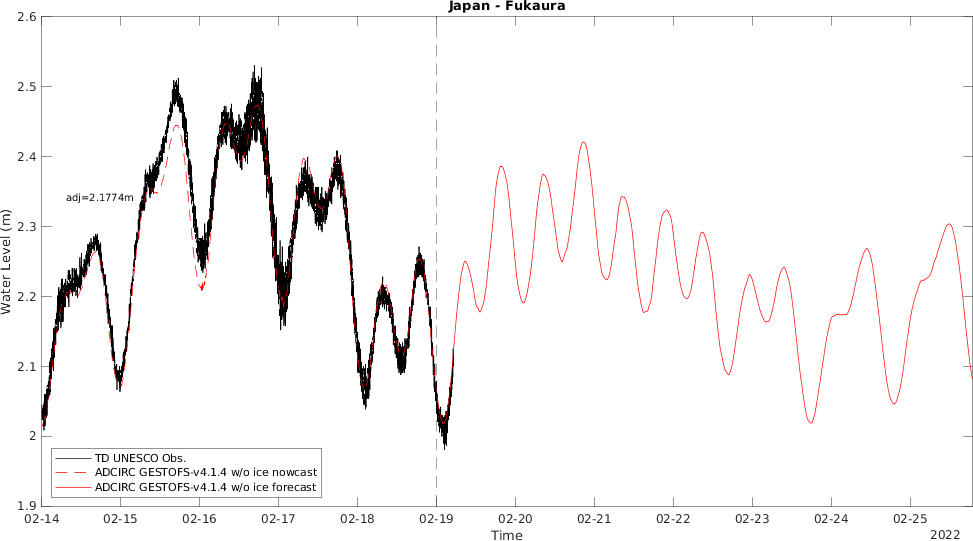 Japan - Fukaura
2.6
2.5
2.4
2.3
2.2
2.1
2
1.9
Water Level (m)
adj=2.1774m
TD UNESCO Obs.
ADCIRC GESTOFS-v4.1.4 w/o ice nowcast
ADCIRC GESTOFS-v4.1.4 w/o ice forecast
02-14 02-15 02-16 02-17 02-18 02-19 02-20 02-21 02-22 02-23 02-24 02-25
Time
2022